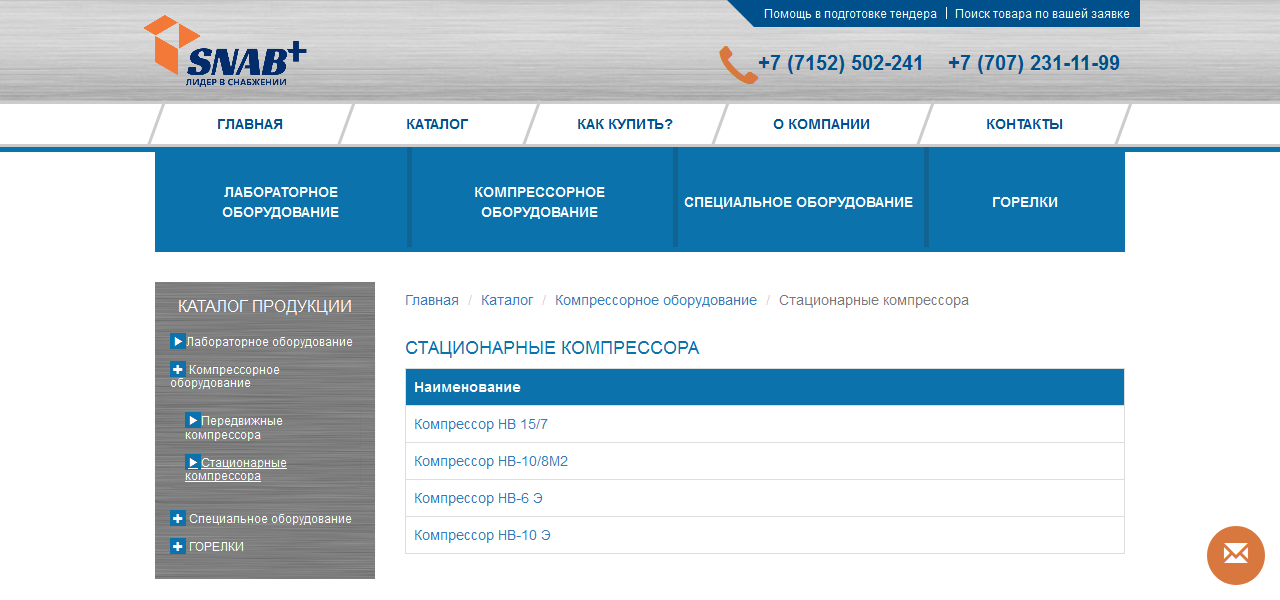 Помощь в подготовке тендера | Поиск товара по вашей заявке
SNAB+
ЛИДЕР В СНАБЖЕНИИ
+7 (7152) 502-241 +7 (707) 231-11-99
ГЛАВНАЯ КАТАЛОГ КАК КУПИТЬ? О КОМПАНИИ КОНТАКТЫ
ЛАБОРАТОРНОЕ
ОБОРУДОВАНИЕ
КОМПРЕССОРНОЕ
ОБОРУДОВАНИЕ
СПЕЦИАЛЬНОЕ ОБОРУДОВАНИЕ
ГОРЕЛКИ
КАТАЛОГ ПРОДУКЦИИ
Лабораторное оборудование
Компрессорное
оборудование
Передвижные
компрессора
Стационарные
компрессора
Специальное оборудование
ГОРЕЛКИ
Главная / Каталог / Компрессорное оборудование / Стационарные компрессора
СТАЦИОНАРНЫЕ КОМПРЕССОРА
Наименование
Компрессор НВ 15/7
Компрессор НВ-10/8М2
Компрессор НВ-6 Э
Компрессор НВ-10 Э